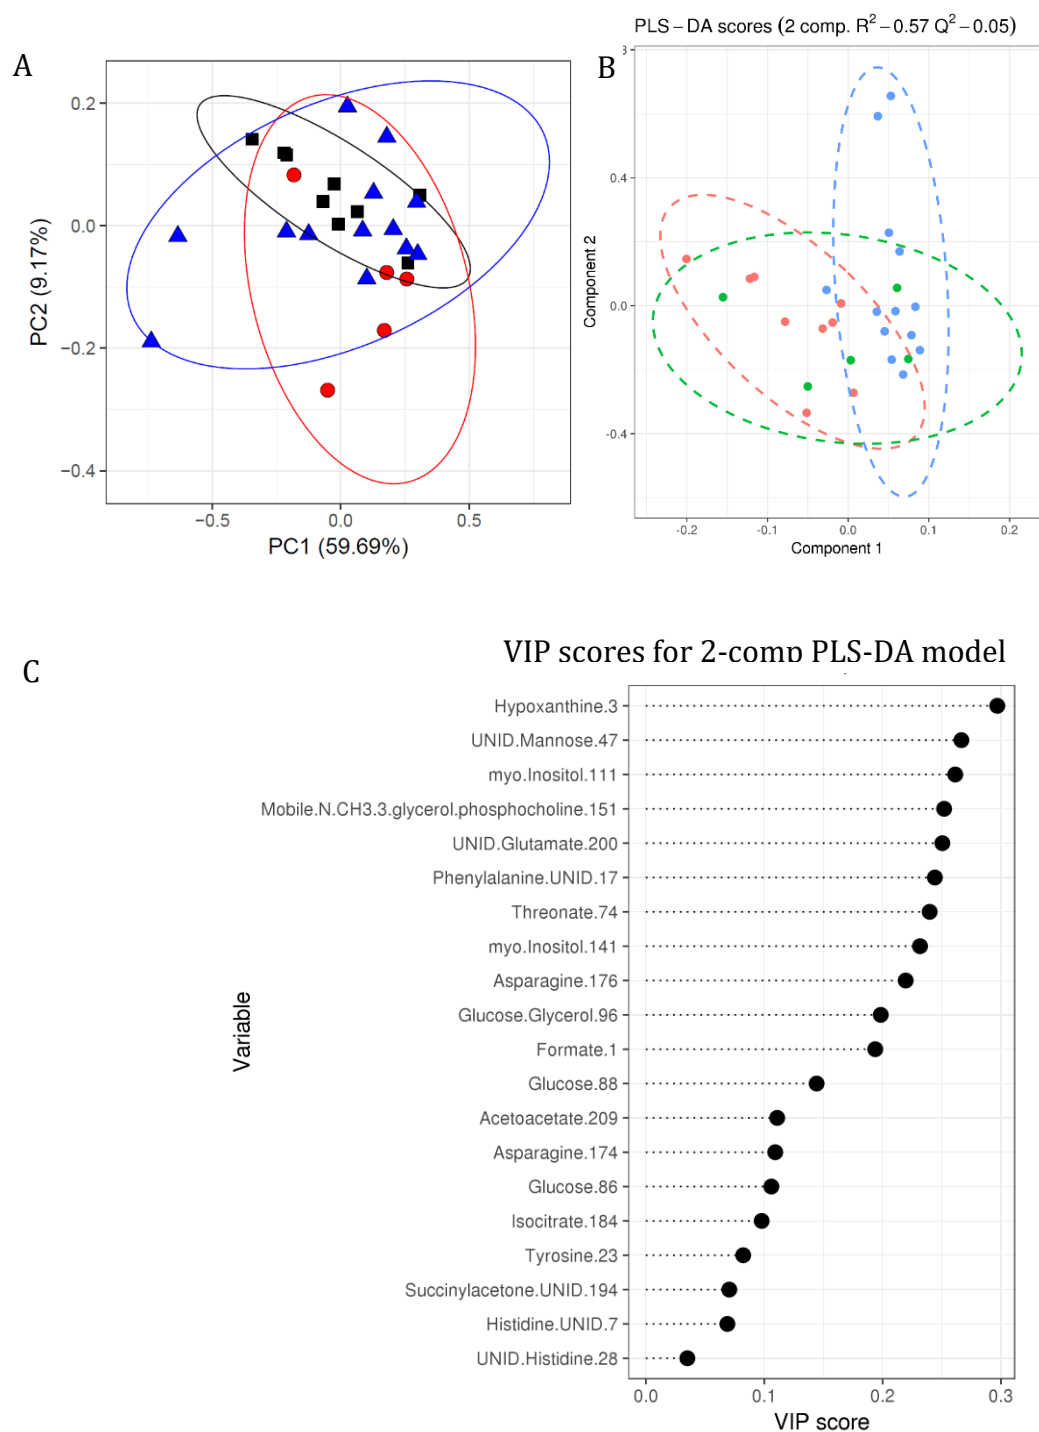 A
0.2
0.0
−0.2
−0.4
PC2 (9.17%)
−0.5
0.0
0.5
PC1 (59.69%)
PLS−DA scores (2 comp. R²−0.57 Q²−0.05)
B
0.4
0.0
-0.4
Component 2
-0.2
-0.1
0.0
0.1
0.2
Component 1
C
VIP scores for 2-comp PLS-DA model
Hypoxanthine.3
UNID.Mannose.47
myo.Inositol.111
Mobile.N.CH3.3.glycerol.phosphocholine.151
UNID.Glutamate.200
Phenylalanine.UNID.17
Threonate.74
myo.Inositol.141
Asparagine.176
Glucose.Glycerol.96
Formate.1
Glucose.88
Acetoacetate.209
Asparagine.174
Glucose.86
Isocitrate.184
Tyrosine.23
Succinylacetone.UNID.194
Histidine.UNID.7
UNID.Histidine.28
Variable
0.0
0.1
0.2
0.3
VIP score